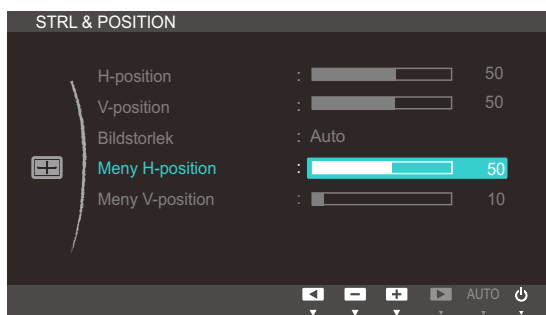 STRL & POSITION
H-position : 50
V-position : 50
Bildstorlek : Auto
Meny H-position : 50
Meny V-position : 10
AUTO